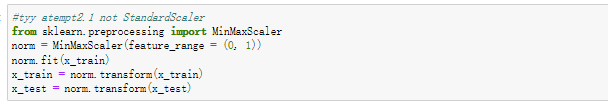 #tyy atempt2.1 not StandardScaler
from sklearn.preprocessing import MinMaxScaler
norm = MinMaxScaler(feature_range = (0, 1))
norm.fit(x_train)
x_train = norm.transform(x_train)
x_test = norm.transform(x_test)